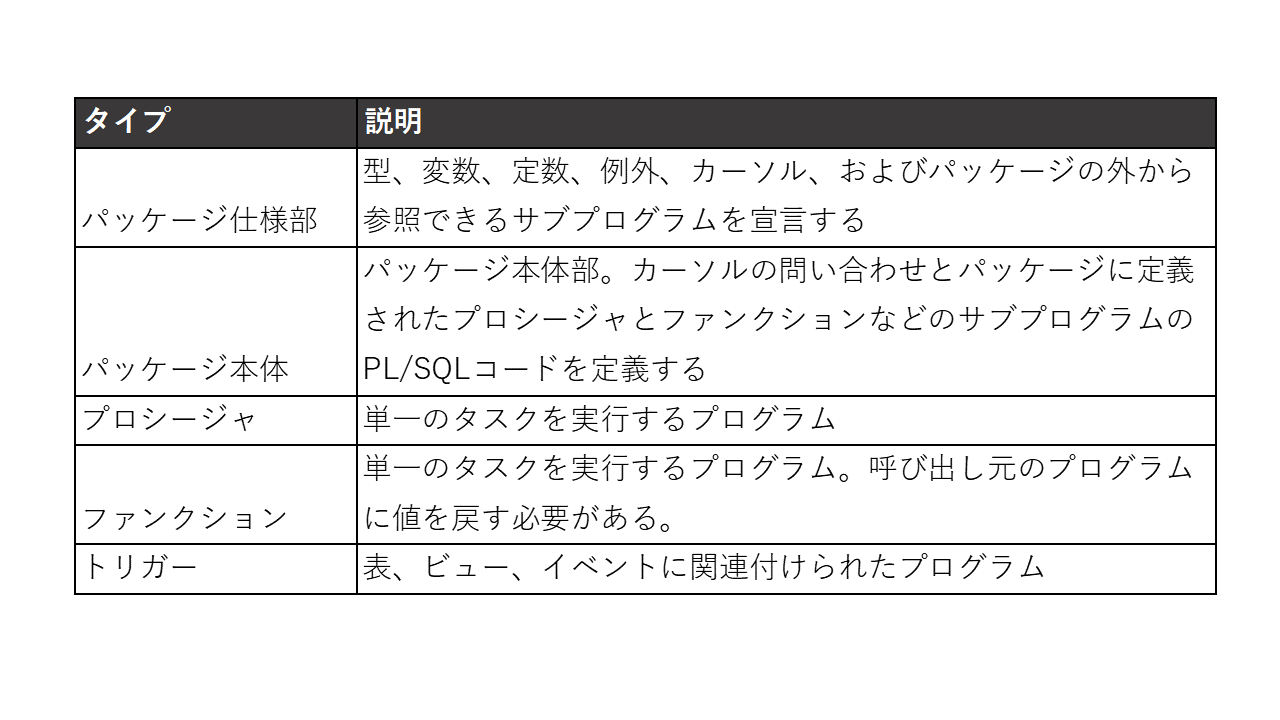 タイプ
説明
パッケージ仕様部
型、変数、定数、例外、カーソル、およびパッケージの外から
参照できるサブプログラムを宣言する
パッケージ本体
パッケージ本体部。カーソルの問い合わせとパッケージに定義
されたプロシージャとファンクションなどのサブプログラムの
PL/SQLコードを定義する
プロシージャ
単一のタスクを実行するプログラム
ファンクション
単一のタスクを実行するプログラム。呼び出し元のプログラム
に値を戻す必要がある。
トリガー
表、ビュー、イベントに関連付けられたプログラム